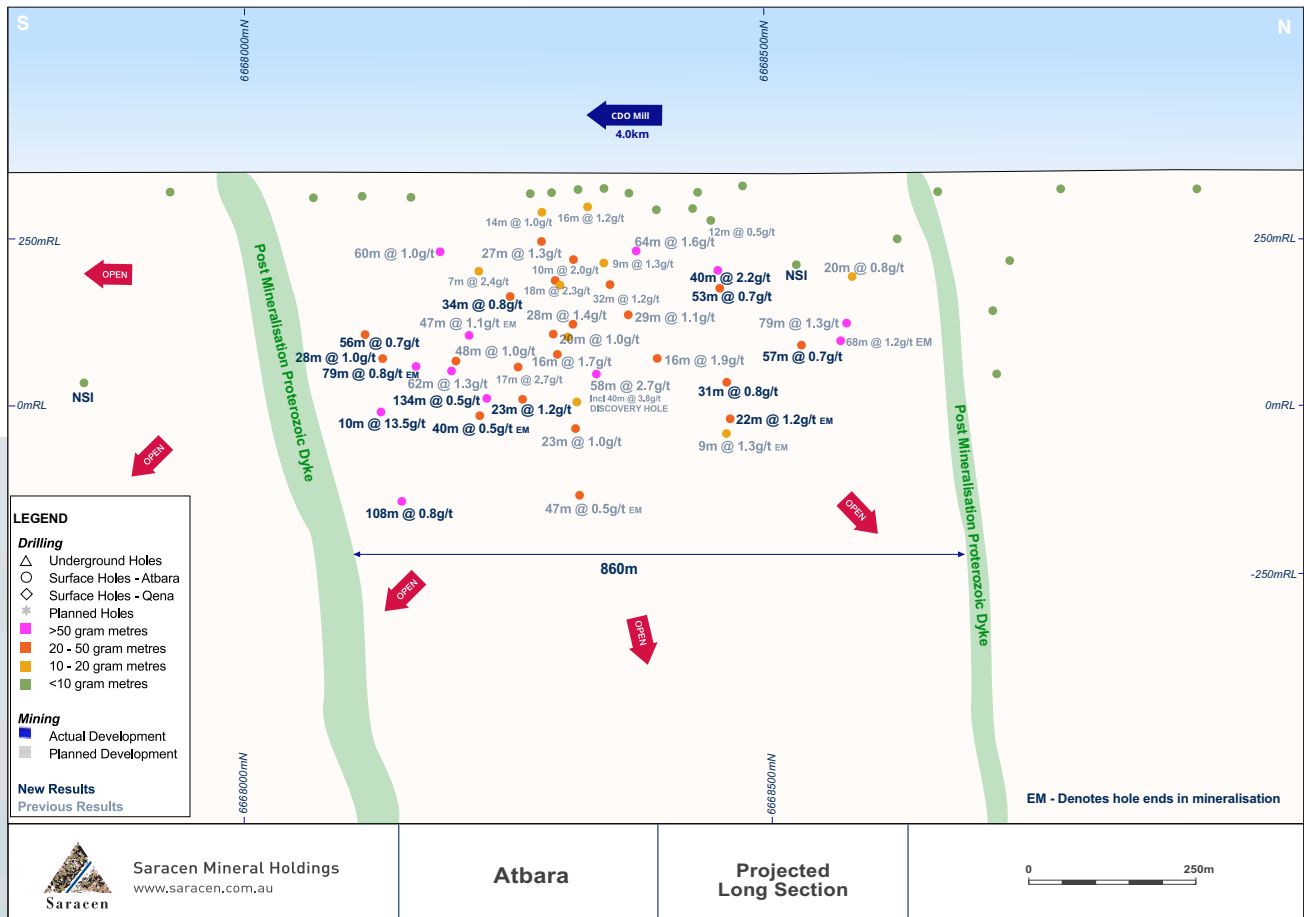 S
N
6668000mN
6668500mN
CDO Mill
4.0km
250mRL
250mRL
OPEN
14m @ 1.0g/t
16m @ 1.2g/t
12m @ 0.5g/t
60m @ 1.0g/t
27m @ 1.3g/t
64m @ 1.6g/t
10m @ 2.0g/t
9m @ 1.3g/t
7m @ 2.4g/t
18m @ 2.3g/t
40m @ 2.2g/t
NSI
20m @ 0.8g/t
34m @ 0.8g/t
32m @ 1.2g/t
53m @ 0.7g/t
47m @ 1.1g/t EM
28m @ 1.4g/t
29m @ 1.1g/t
79m @ 1.3g/t
56m @ 0.7g/t
20m @ 1.0g/t
68m @ 1.2g/t EM
28m @ 1.0g/t
48m @ 1.0g/t
16m @ 1.7g/t
16m @ 1.9g/t
57m @ 0.7g/t
79m @ 0.8g/t EM
62m @ 1.3g/t
17m @ 2.7g/t
58m @ 2.7g/t
Incl 40m @ 3.8g/t
DISCOVERY HOLE
31m @ 0.8g/t
NSI
134m @ 0.5g/t
23m @ 1.2g/t
0mRL
0mRL
10m @ 13.5g/t
40m @ 0.5g/t EM
23m @ 1.0g/t
22m @ 1.2g/t EM
9m @ 1.3g/t EM
Post Mineralisation Proterozoic Dyke
Post Mineralisation Proterozoic Dyke
OPEN
108m @ 0.8g/t
47m @ 0.5g/t EM
OPEN
860m
-250mRL
OPEN
OPEN
LEGEND
Drilling
Underground Holes
Surface Holes - Atbara
Surface Holes - Qena
Planned Holes
>50 gram metres
20 - 50 gram metres
10 - 20 gram metres
<10 gram metres
Mining
Actual Development
Planned Development
New Results
Previous Results
6668000mN
6668500mN
EM - Denotes hole ends in mineralisation
Saracen
Saracen Mineral Holdings
www.saracen.com.au
Atbara
Projected
Long Section
0
250m